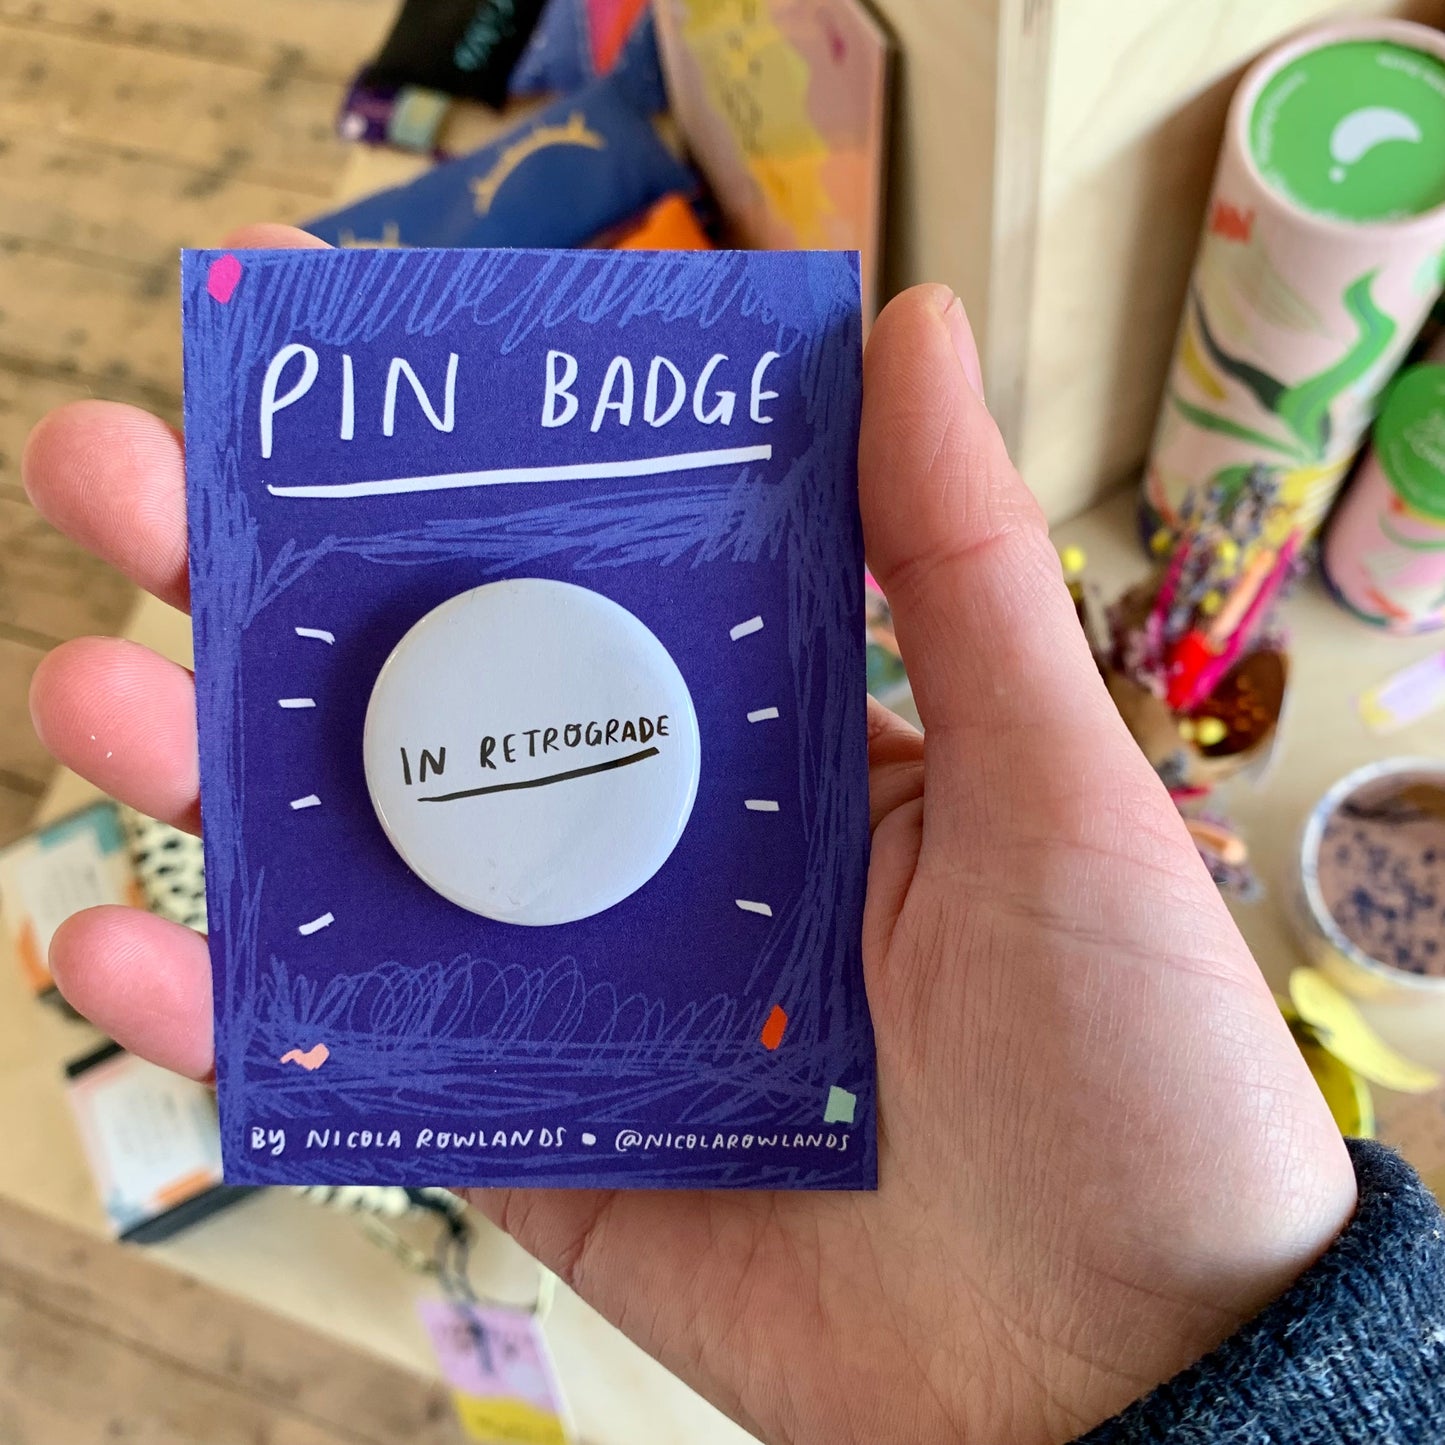 PIN BADGE
IN RETROGRADE
BY NICOLA ROWLANDS • @NICOLAROWLANDS